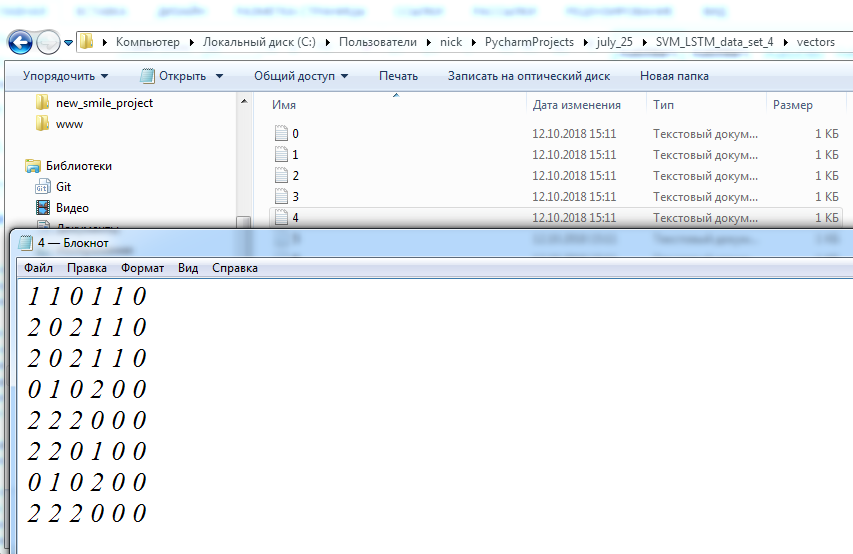 Компьютер ▸ Локальный диск (C:) ▸ Пользователи ▸ nick ▸ PycharmProjects ▸ july_25 ▸ SVM_LSTM_data_set_4 ▸ vectors
Упорядочить Открыть Общий доступ Печать Записать на оптический диск Новая папка
new_smile_project
www
Библиотеки
Git
Видео
Документы
Имя Дата изменения Тип Размер
0 12.10.2018 15:11 Текстовый докум... 1 КБ
1 12.10.2018 15:11 Текстовый докум... 1 КБ
2 12.10.2018 15:11 Текстовый докум... 1 КБ
3 12.10.2018 15:11 Текстовый докум... 1 КБ
4 12.10.2018 15:11 Текстовый докум... 1 КБ
4 — Блокнот
Файл Правка Формат Вид Справка
1 1 0 1 1 0
2 0 2 1 1 0
2 0 2 1 1 0
0 1 0 2 0 0
2 2 2 0 0 0
2 2 0 1 0 0
0 1 0 2 0 0
2 2 2 0 0 0